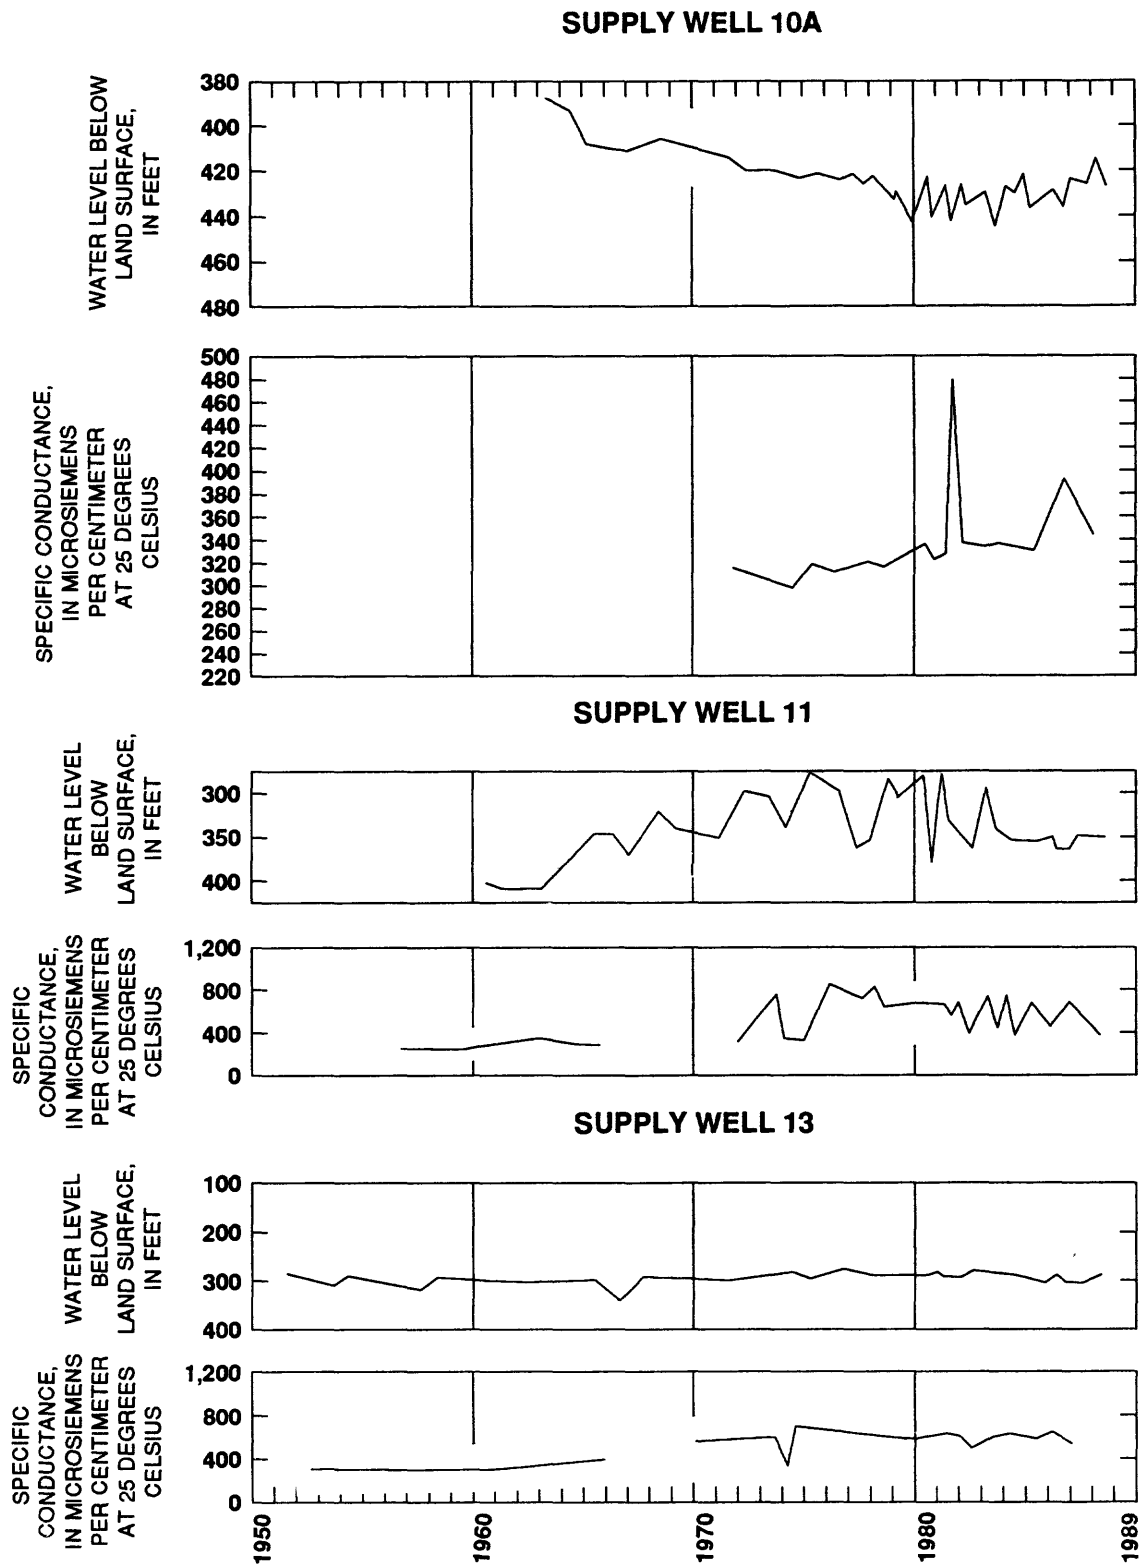 SUPPLY WELL 10A
WATER LEVEL BELOW
LAND SURFACE,
IN FEET
380
400
420
440
460
480
SPECIFIC CONDUCTANCE,
IN MICROSIEMENS
PER CENTIMETER
AT 25 DEGREES
CELSIUS
500
480
460
440
420
400
380
360
340
320
300
280
260
240
220
SUPPLY WELL 11
WATER LEVEL
BELOW
LAND SURFACE,
IN FEET
300
350
400
SPECIFIC
CONDUCTANCE,
IN MICROSIEMENS
PER CENTIMETER
AT 25 DEGREES
CELSIUS
1,200
800
400
0
SUPPLY WELL 13
WATER LEVEL
BELOW
LAND SURFACE,
IN FEET
100
200
300
400
SPECIFIC
CONDUCTANCE,
IN MICROSIEMENS
PER CENTIMETER
AT 25 DEGREES
CELSIUS
1,200
800
400
0
1950
1960
1970
1980
1989